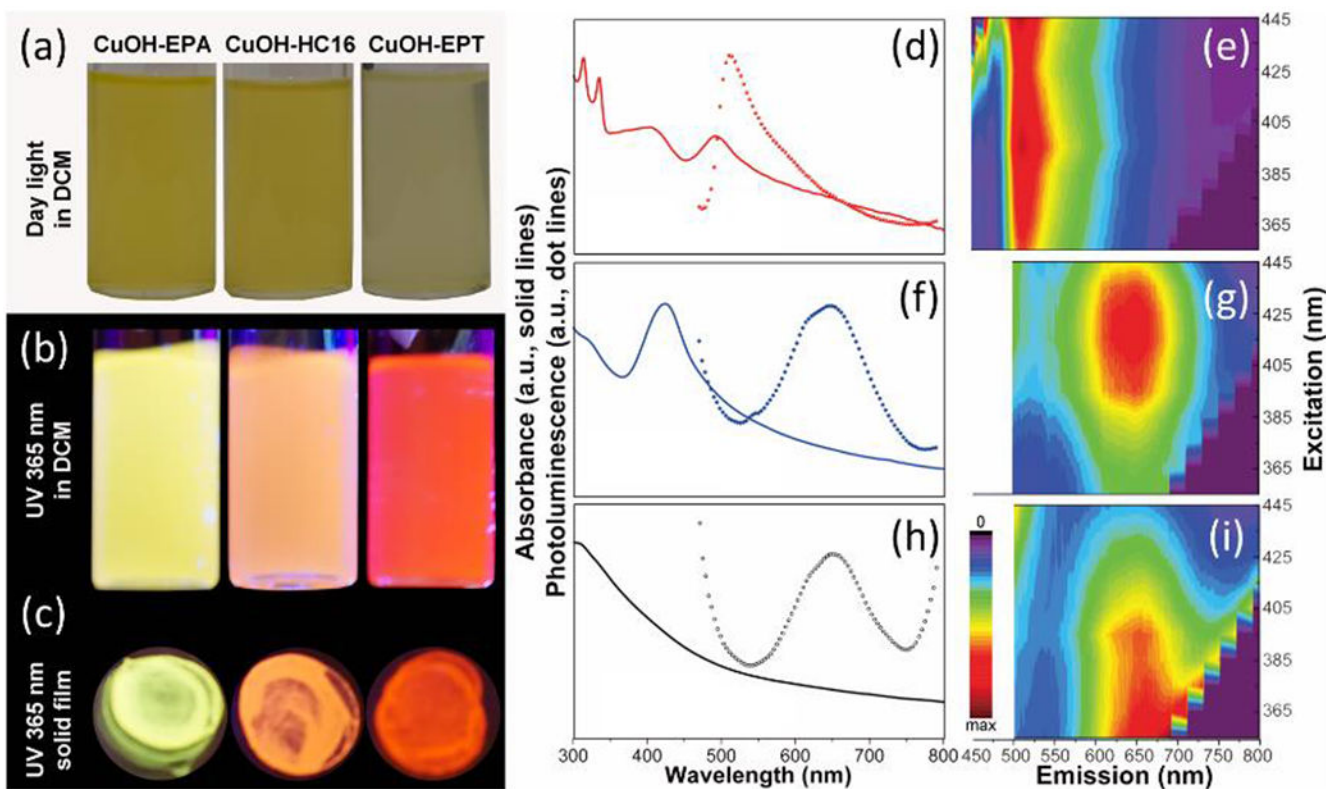 (a)
CuOH-EPA CuOH-HC16 CuOH-EPT
Day light
in DCM
(b)
UV 365 nm
in DCM
(c)
UV 365 nm
solid film
Absorbance (a.u., solid lines)
Photoluminescence (a.u., dot lines)
(d)
(f)
(h)
300 400 500 600 700 800
Wavelength (nm)
(e)
445
425
405
385
365
(g)
445
425
405
385
365
(i)
0
max
445
425
405
385
365
Excitation (nm)
450 500 550 600 650 700 750 800
Emission (nm)